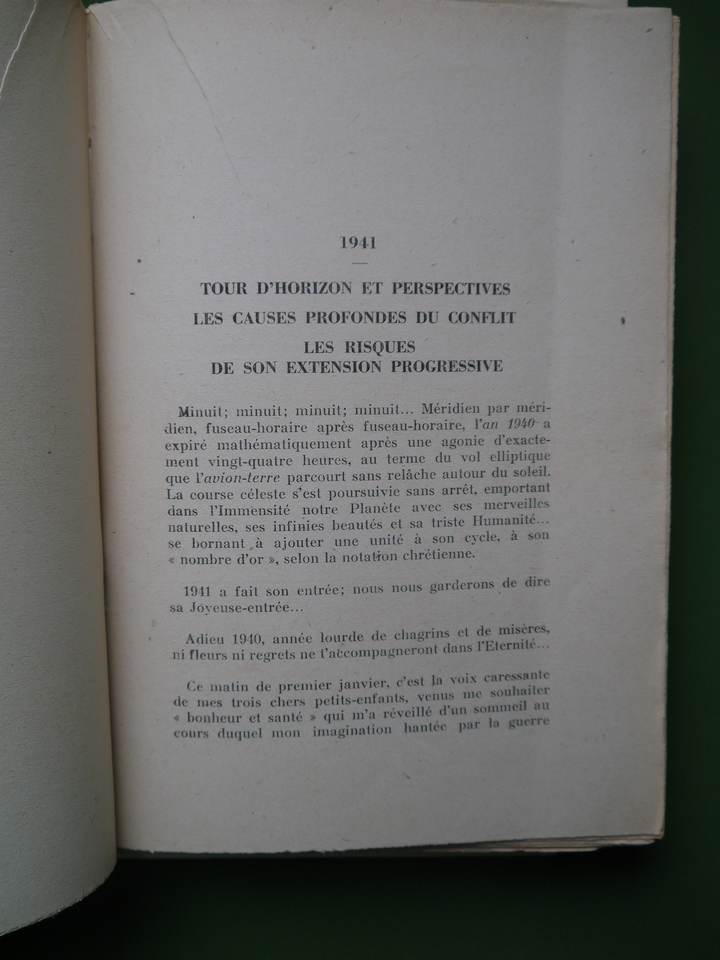 1941
TOUR D'HORIZON ET PERSPECTIVES
LES CAUSES PROFONDES DU CONFLIT
LES RISQUES
DE SON EXTENSION PROGRESSIVE
Minuit; minuit; minuit; minuit... Méridien par méri-
dien, fuseau-horaire après fuseau-horaire, l'an 1940 a
expiré mathématiquement après une agonie d'exacte-
ment vingt-quatre heures, au terme du vol elliptique
que l'avion-terre parcourt sans relâche autour du soleil.
La course céleste s'est poursuivie sans arrêt, emportant
dans l'Immensité notre Planète avec ses merveilles
naturelles, ses infinies beautés et sa triste Humanité...
se bornant à ajouter une unité à son cycle, à son
« nombre d'or », selon la notation chrétienne.
1941 a fait son entrée; nous nous garderons de dire
sa Joyeuse-entrée...
Adieu 1940, année lourde de chagrins et de misères,
ni fleurs ni regrets ne t'accompagneront dans l'Eternité...
Ce matin de premier janvier, c'est la voix caressante
de mes trois chers petits-enfants, venus me souhaiter
« bonheur et santé » qui m'a réveillé d'un sommeil au
cours duquel mon imagination hantée par la guerre